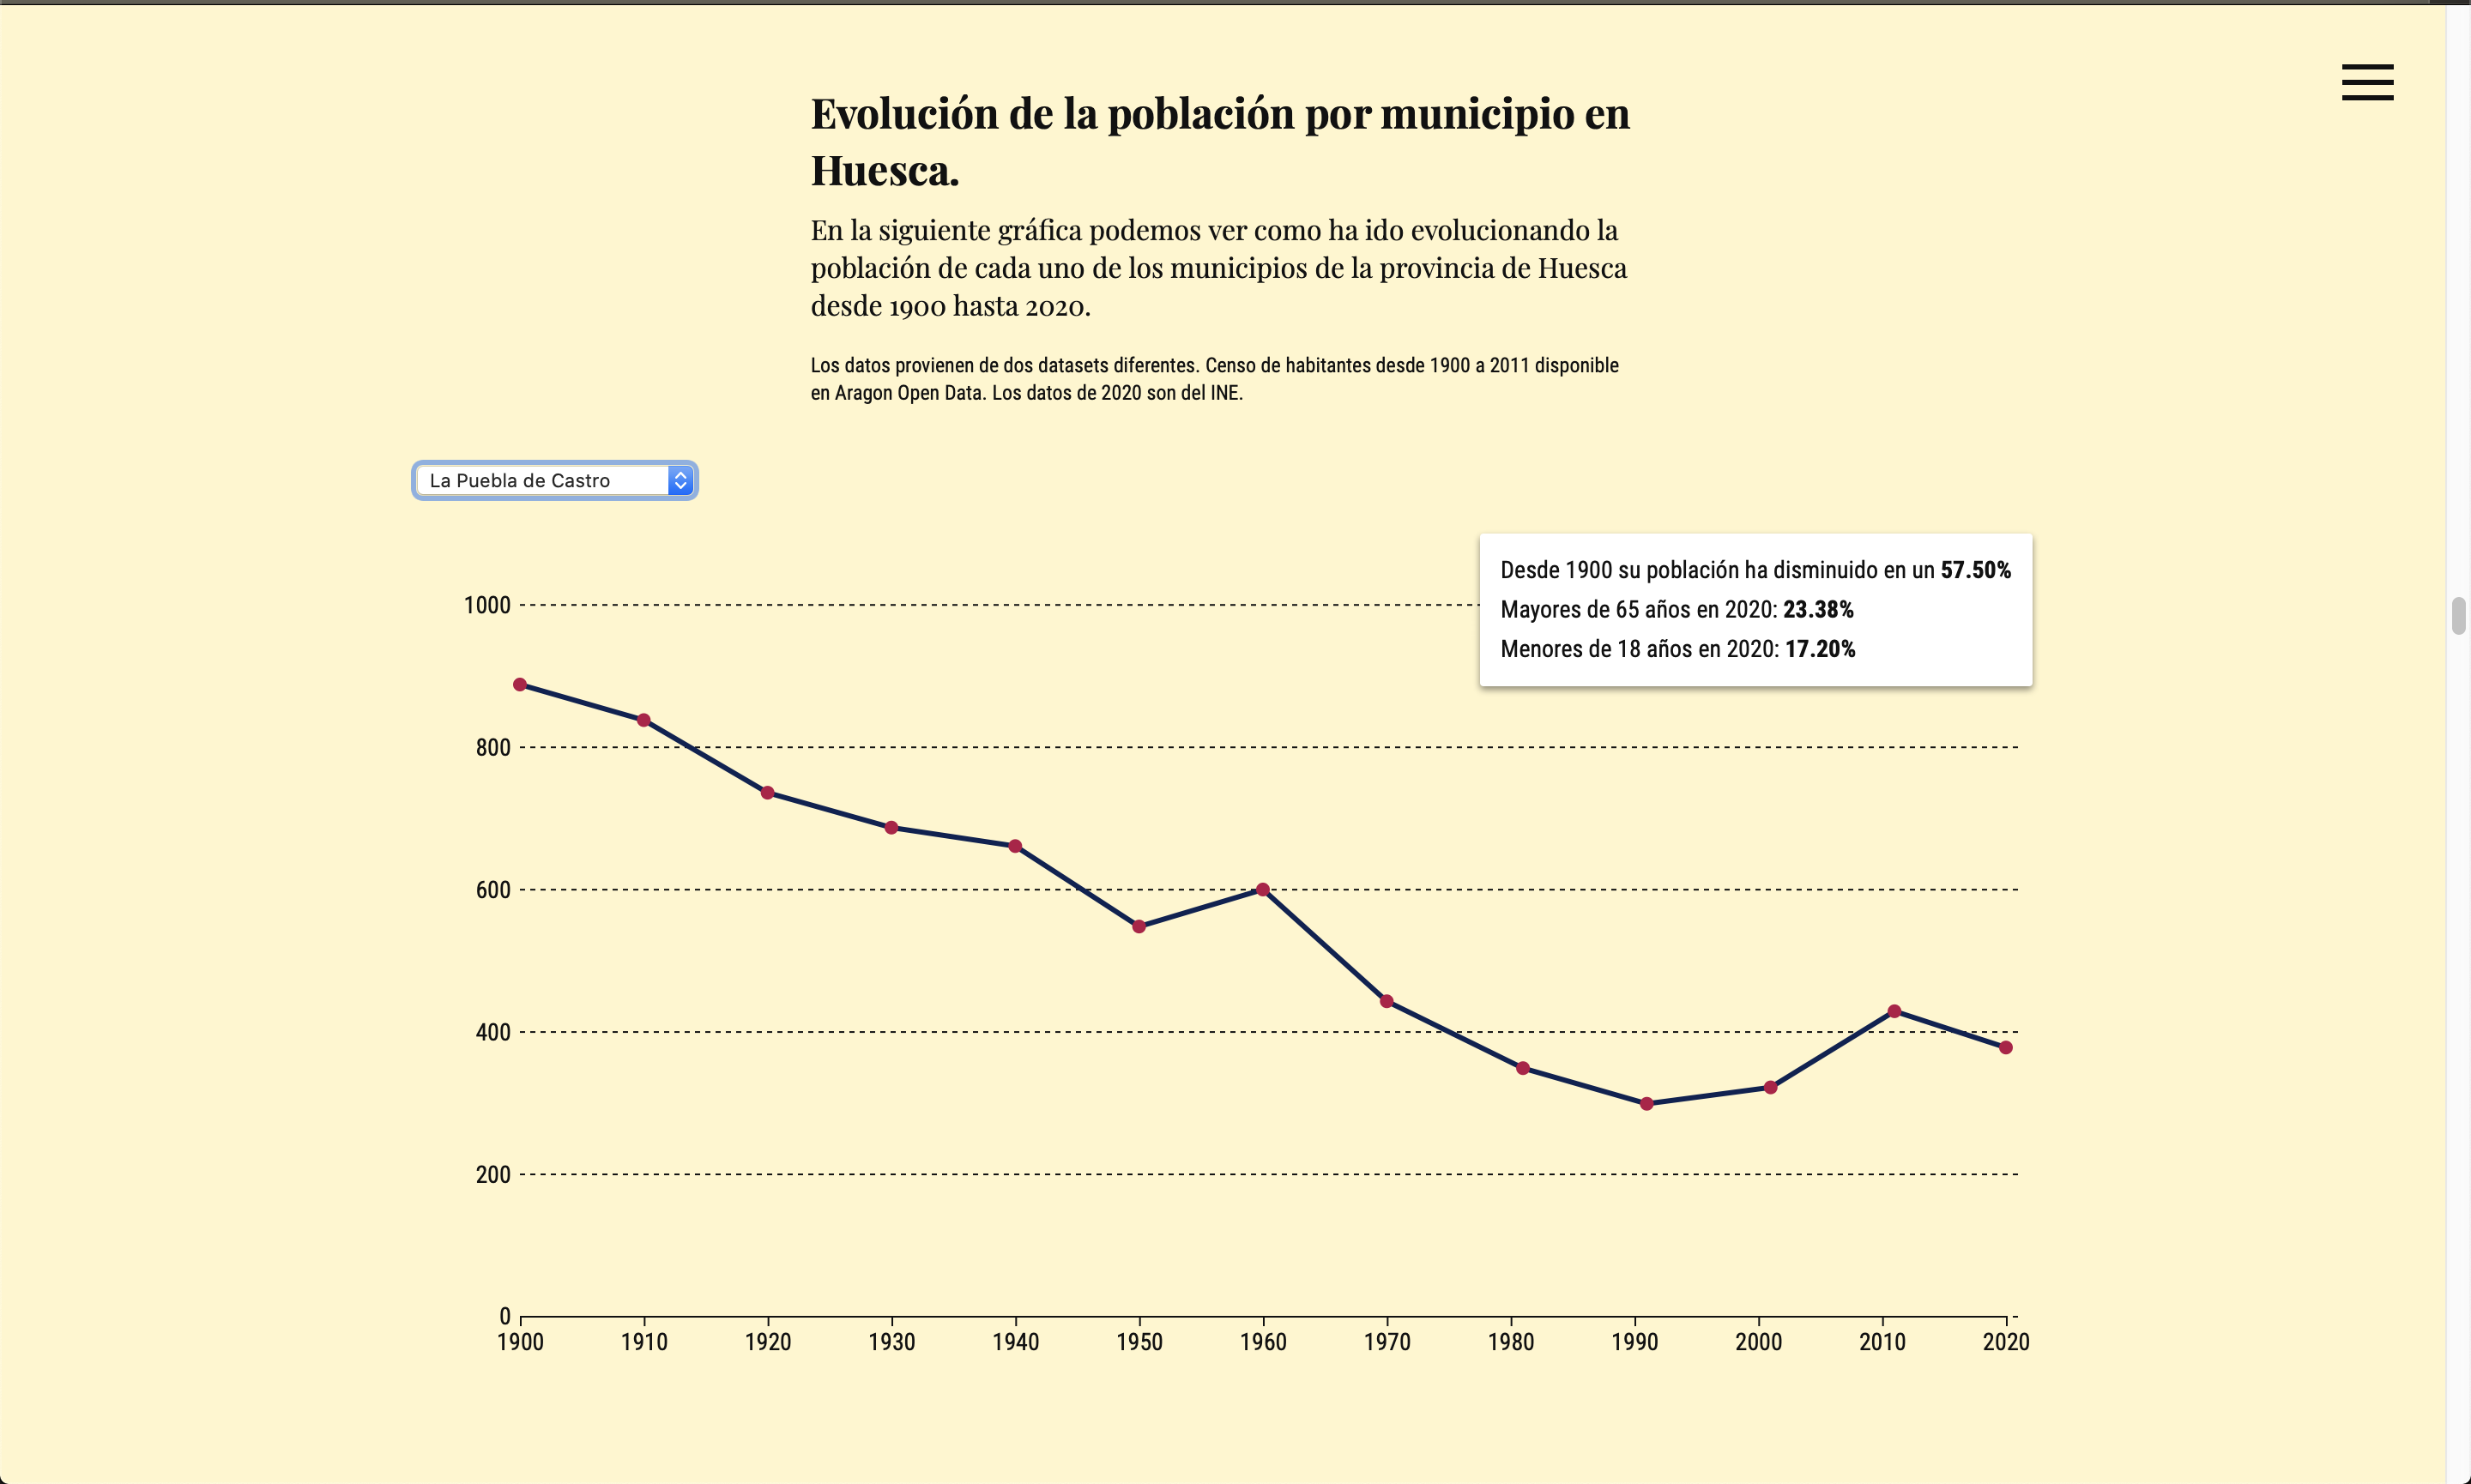 Evolución de la población por municipio en
Huesca.
En la siguiente gráfica podemos ver como ha ido evolucionando la
población de cada uno de los municipios de la provincia de Huesca
desde 1900 hasta 2020.
Los datos provienen de dos datasets diferentes. Censo de habitantes desde 1900 a 2011 disponible
en Aragon Open Data. Los datos de 2020 son del INE.
La Puebla de Castro
Desde 1900 su población ha disminuido en un 57.50%
Mayores de 65 años en 2020: 23.38%
Menores de 18 años en 2020: 17.20%
1000
800
600
400
200
0
1900 1910 1920 1930 1940 1950 1960 1970 1980 1990 2000 2010 2020